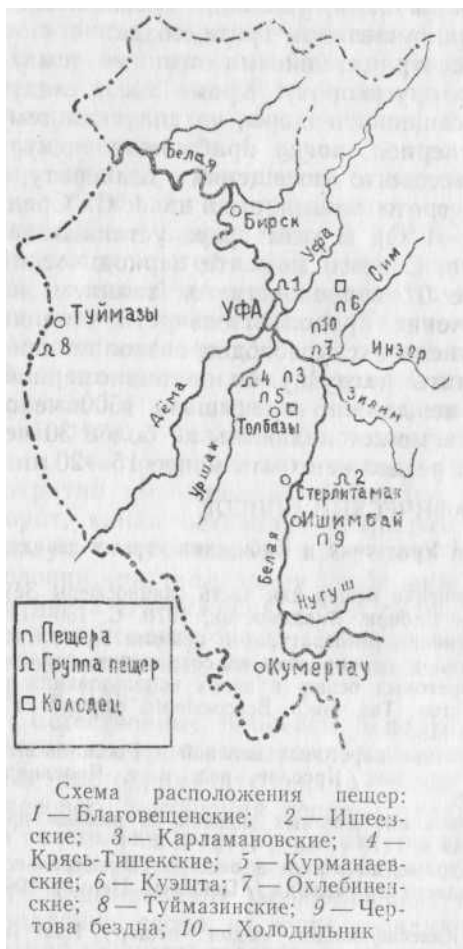 Белая
Бирск
Уфа
Сим
1
6
10
УФА
7
Инзер
Туймазы
8
4
3
Зилим
Дёма
5
Уршак
Толбазы
2
Стерлитамак
Ишимбай
9
Белая
Нугуш
Кумертау
Пещера
Группа пещер
Колодец
Схема расположения пещер:
1 — Благовещенские; 2 — Ишеев-
ские; 3 — Карламановские; 4 —
Крясь-Тишекские; 5 — Курманаев-
ские; 6 — Куэшта; 7 — Охлебинен-
ские; 8 — Туймазинские; 9 — Чер-
това бездна; 10 — Холодильник